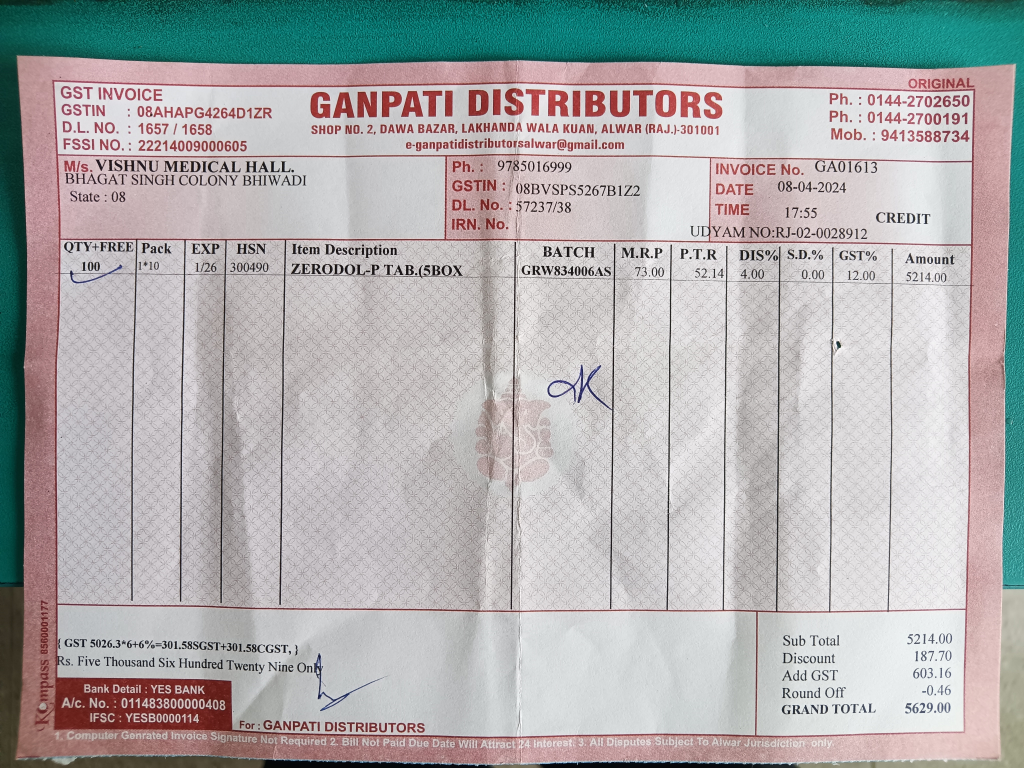 ORIGINAL
GST INVOICE
GSTIN : 08AHAPG4264D1ZR
D.L. NO. : 1657 / 1658
FSSI NO. : 22214009000605
GANPATI DISTRIBUTORS
SHOP NO. 2, DAWA BAZAR, LAKHANDA WALA KUAN, ALWAR (RAJ.)-301001
e-ganpatidistributorsalwar@gmail.com
Ph. : 0144-2702650
Ph. : 0144-2700191
Mob. : 9413588734
M/s. VISHNU MEDICAL HALL.
BHAGAT SINGH COLONY BHIWADI
State : 08
Ph. : 9785016999
GSTIN : 08BVSPS5267B1Z2
DL. No. : 57237/38
IRN. No.
INVOICE No. GA01613
DATE 08-04-2024
TIME 17:55 CREDIT
UDYAM NO:RJ-02-0028912
QTY+FREE Pack EXP HSN Item Description BATCH M.R.P P.T.R DIS% S.D.% GST% Amount
100 1*10 1/26 300490 ZERODOL-P TAB.(5BOX GRW834006AS 73.00 52.14 4.00 0.00 12.00 5214.00
{ GST 5026.3*6+6%=301.58SGST+301.58CGST, }
Rs. Five Thousand Six Hundred Twenty Nine Only
Bank Detail : YES BANK
A/c. No. : 011483800000408
IFSC : YESB0000114
For : GANPATI DISTRIBUTORS
Sub Total 5214.00
Discount 187.70
Add GST 603.16
Round Off -0.46
GRAND TOTAL 5629.00
1. Computer Genrated Invoice Signature Not Required 2. Bill Not Paid Due Date Will Attract 24 Interest. 3. All Disputes Subject To Alwar Jurisdiction only.
Kompass 8560001177